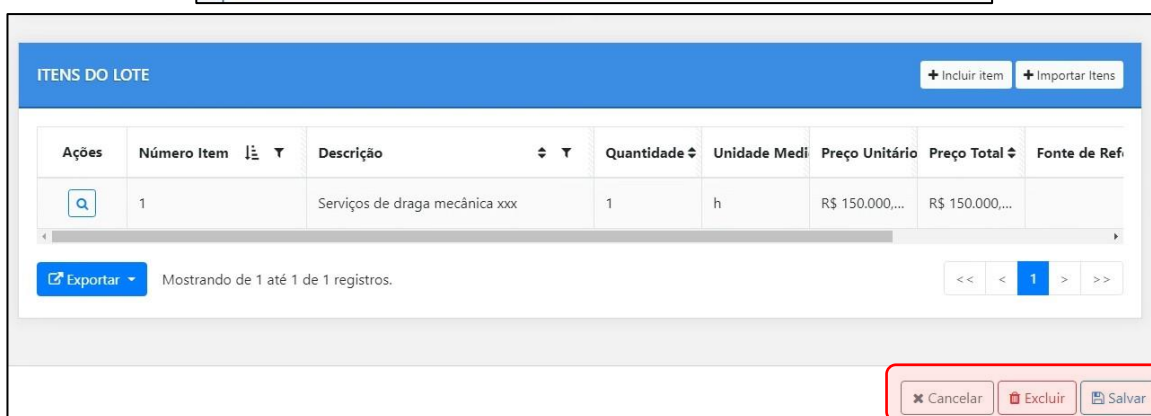 ITENS DO LOTE
+ Incluir item
+ Importar Itens
Ações Número Item Descrição Quantidade Unidade Medi Preço Unitário Preço Total Fonte de Ref
1 Serviços de draga mecânica xxx 1 h R$ 150.000,... R$ 150.000,...
Exportar Mostrando de 1 até 1 de 1 registros. << < 1 > >>
Cancelar Excluir Salvar